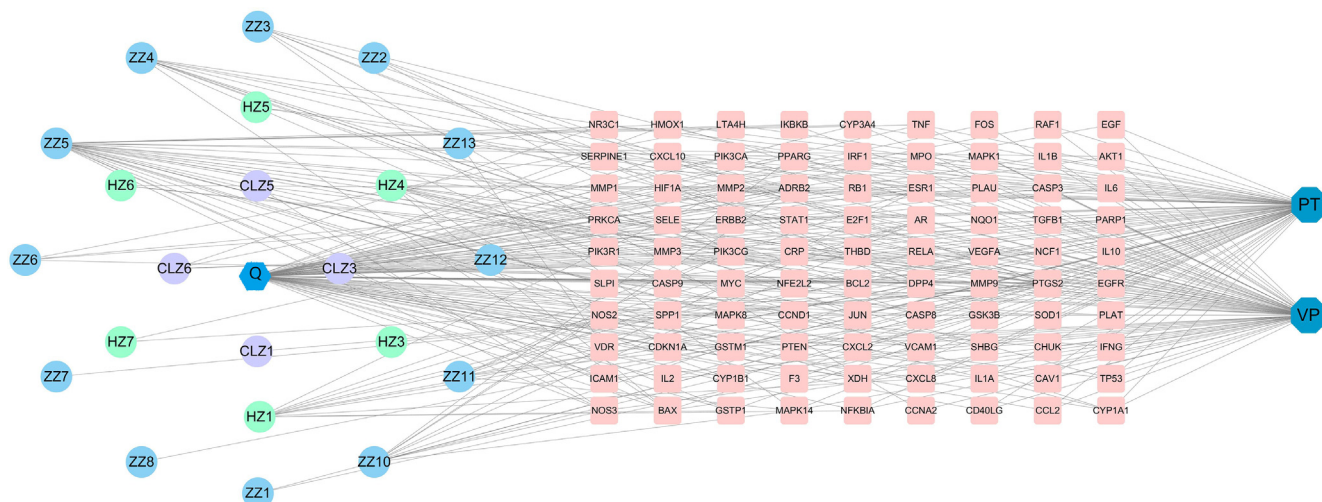 ZZ3
ZZ4
ZZ2
HZ5
ZZ5
ZZ13
HZ6
CLZ5
HZ4
ZZ6
CLZ6
Q
CLZ3
ZZ12
HZ7
CLZ1
HZ3
ZZ7
ZZ11
HZ1
ZZ8
ZZ10
ZZ1
NR3C1 HMOX1 LTA4H IKBKB CYP3A4 TNF FOS RAF1 EGF
SERPINE1 CXCL10 PIK3CA PPARG IRF1 MPO MAPK1 IL1B AKT1
MMP1 HIF1A MMP2 ADRB2 RB1 ESR1 PLAU CASP3 IL6
PRKCA SELE ERBB2 STAT1 E2F1 AR NQO1 TGFB1 PARP1
PIK3R1 MMP3 PIK3CG CRP THBD RELA VEGFA NCF1 IL10
SLPI CASP9 MYC NFE2L2 BCL2 DPP4 MMP9 PTGS2 EGFR
NOS2 SPP1 MAPK8 CCND1 JUN CASP8 GSK3B SOD1 PLAT
VDR CDKN1A GSTM1 PTEN CXCL2 VCAM1 SHBG CHUK IFNG
ICAM1 IL2 CYP1B1 F3 XDH CXCL8 IL1A CAV1 TP53
NOS3 BAX GSTP1 MAPK14 NFKBIA CCNA2 CD40LG CCL2 CYP1A1
PT
VP